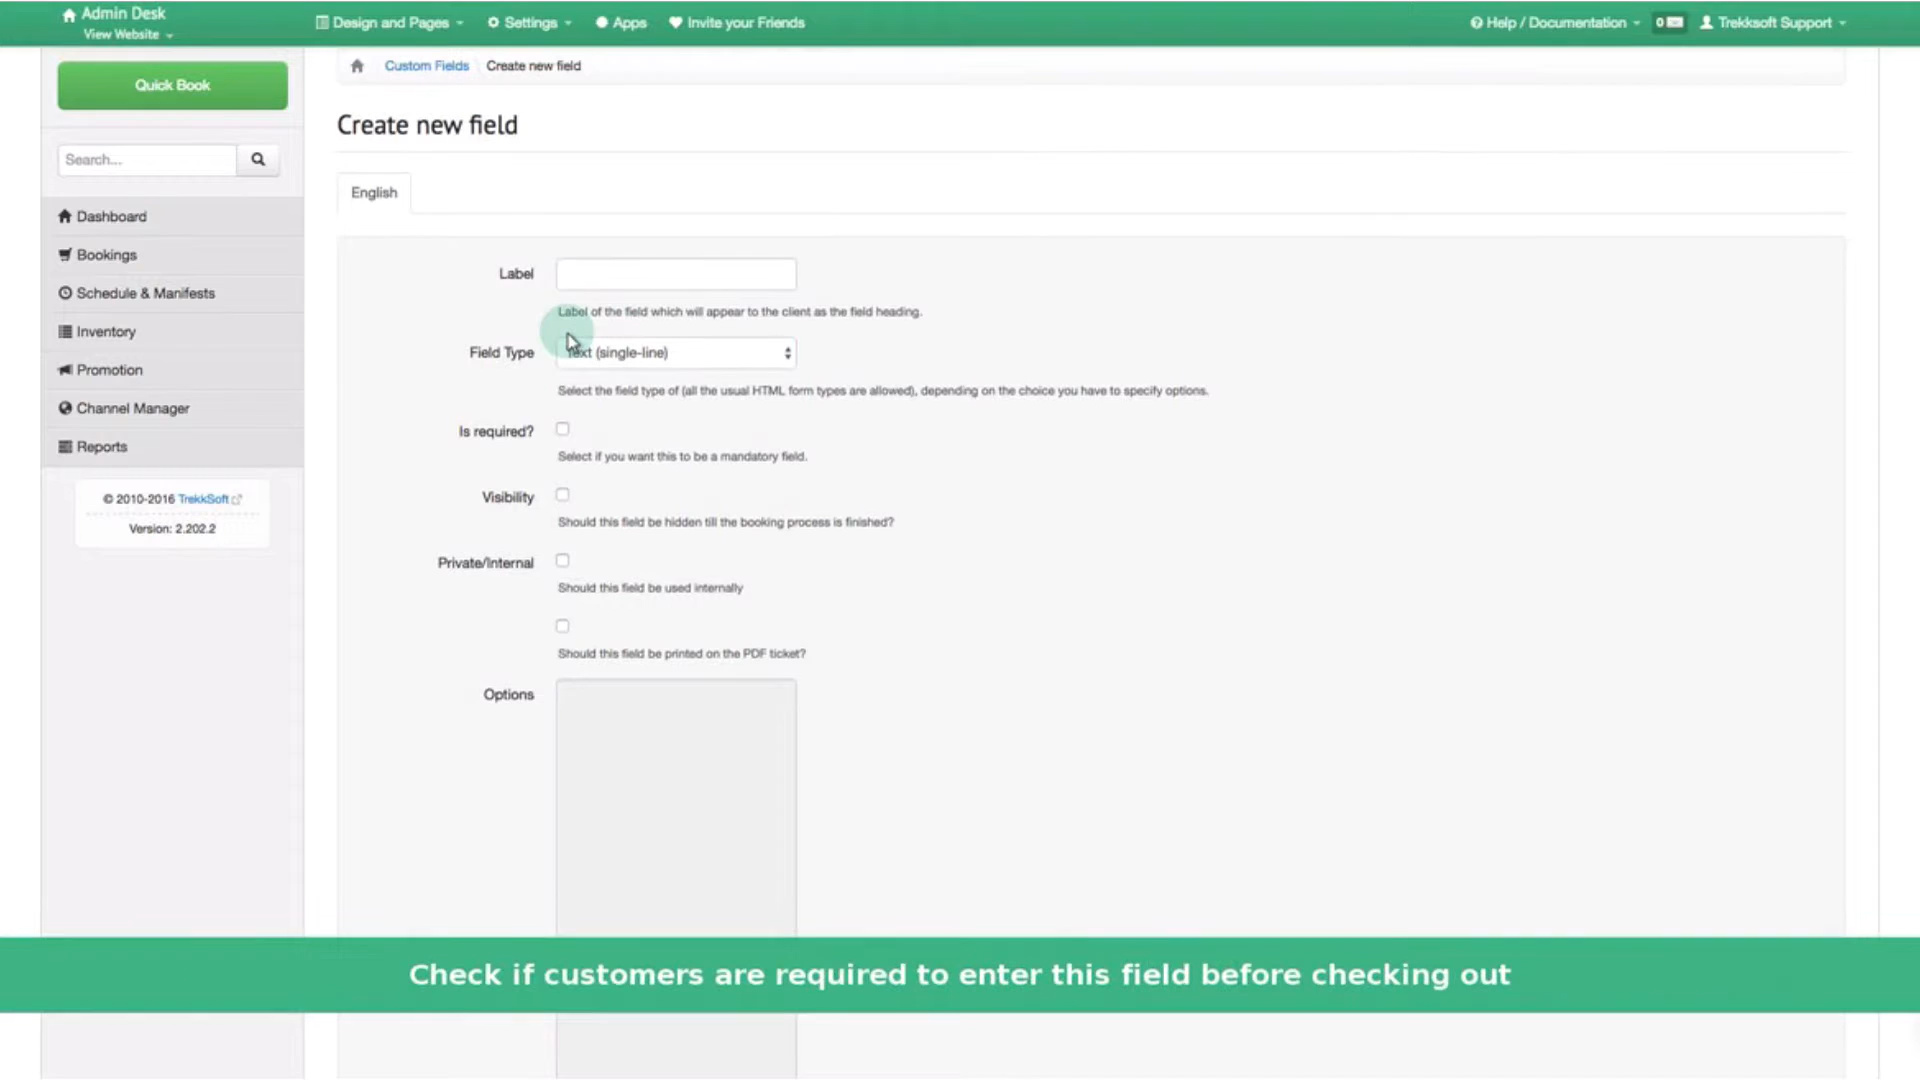 Admin Desk
View Website
Design and Pages
Settings
Apps
Invite your Friends
Help / Documentation
0
Trekksoft Support
Quick Book
Search...
Dashboard
Bookings
Schedule & Manifests
Inventory
Promotion
Channel Manager
Reports
© 2010-2016 TrekkSoft
Version: 2.202.2
Custom Fields
Create new field
Create new field
English
Label
Label of the field which will appear to the client as the field heading.
Field Type
Text (single-line)
Select the field type of (all the usual HTML form types are allowed), depending on the choice you have to specify options.
Is required?
Select if you want this to be a mandatory field.
Visibility
Should this field be hidden till the booking process is finished?
Private/Internal
Should this field be used internally
Should this field be printed on the PDF ticket?
Options
Check if customers are required to enter this field before checking out